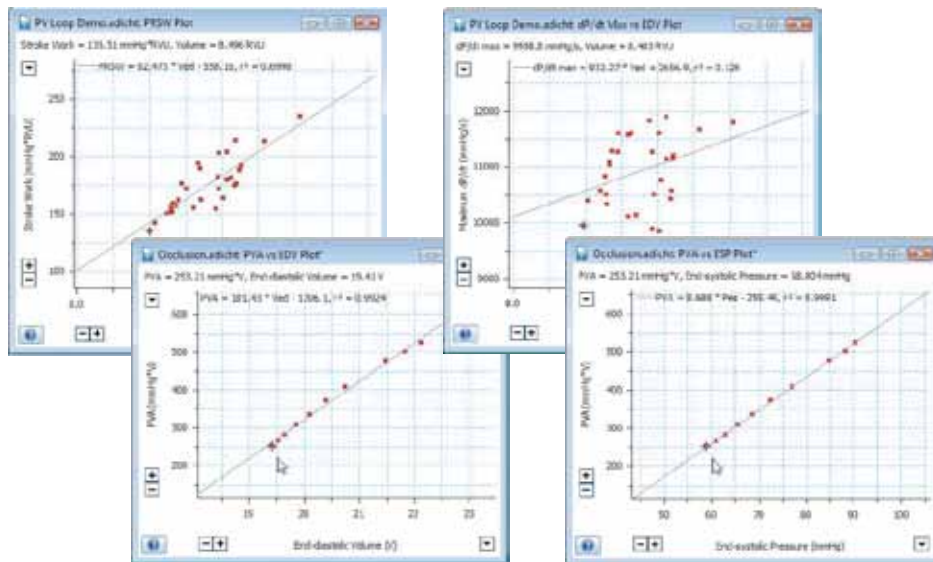 PV Loop Demo.adicht: PRSW Plot
Stroke Work = 135.51 mmHg*RVU, Volume = 8.496 RVU
Stroke Work (mmHg*RVU)
250
200
150
100
8.0
PV Loop Demo.adicht: dP/dt Max vs EDV Plot
Maximum dP/dt (mmHg/s)
12000
11000
10000
9000
8.0
Occlusion.adicht: PVA vs EDV Plot
PVA = 253.21 mmHg*V, End-diastolic Volume = 19.41 V
PVA (mmHg*V)
600
500
400
300
200
19
20
21
22
23
End-diastolic Volume (V)
Occlusion.adicht: PVA vs ESP Plot
PVA = 253.21 mmHg*V, End-systolic Pressure = 58.804 mmHg
PVA (mmHg*V)
600
500
400
300
200
50
60
70
80
90
100
End-systolic Pressure (mmHg)